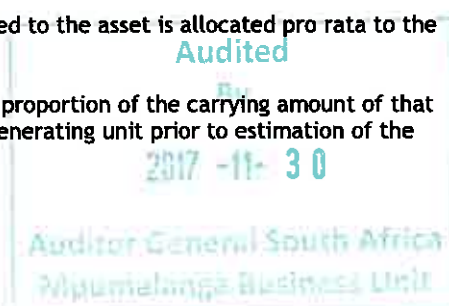 ed to the asset is allocated pro rata to the
Audited
By
proportion of the carrying amount of that
enerating unit prior to estimation of the
2017 -11- 30
Auditor General South Africa
Mpumalanga Business Unit